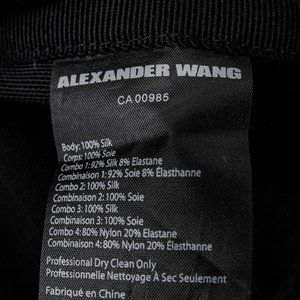 ALEXANDER WANG
CA 00985
Body:100% Silk
Corps:100% Soie
Combo 1:92% Silk 8% Elastane
Combinaison 1:92% Soie 8% Élasthanne
Combo 2:100% Silk
Combinaison 2:100% Soie
Combo 3:100% Silk
Combinaison 3:100% Soie
Combo 4:80% Nylon 20% Elastane
Combinaison 4:80% Nylon 20% Élasthanne
Professional Dry Clean Only
Professionelle Nettoyage À Sec Seulement
Fabriqué en Chine